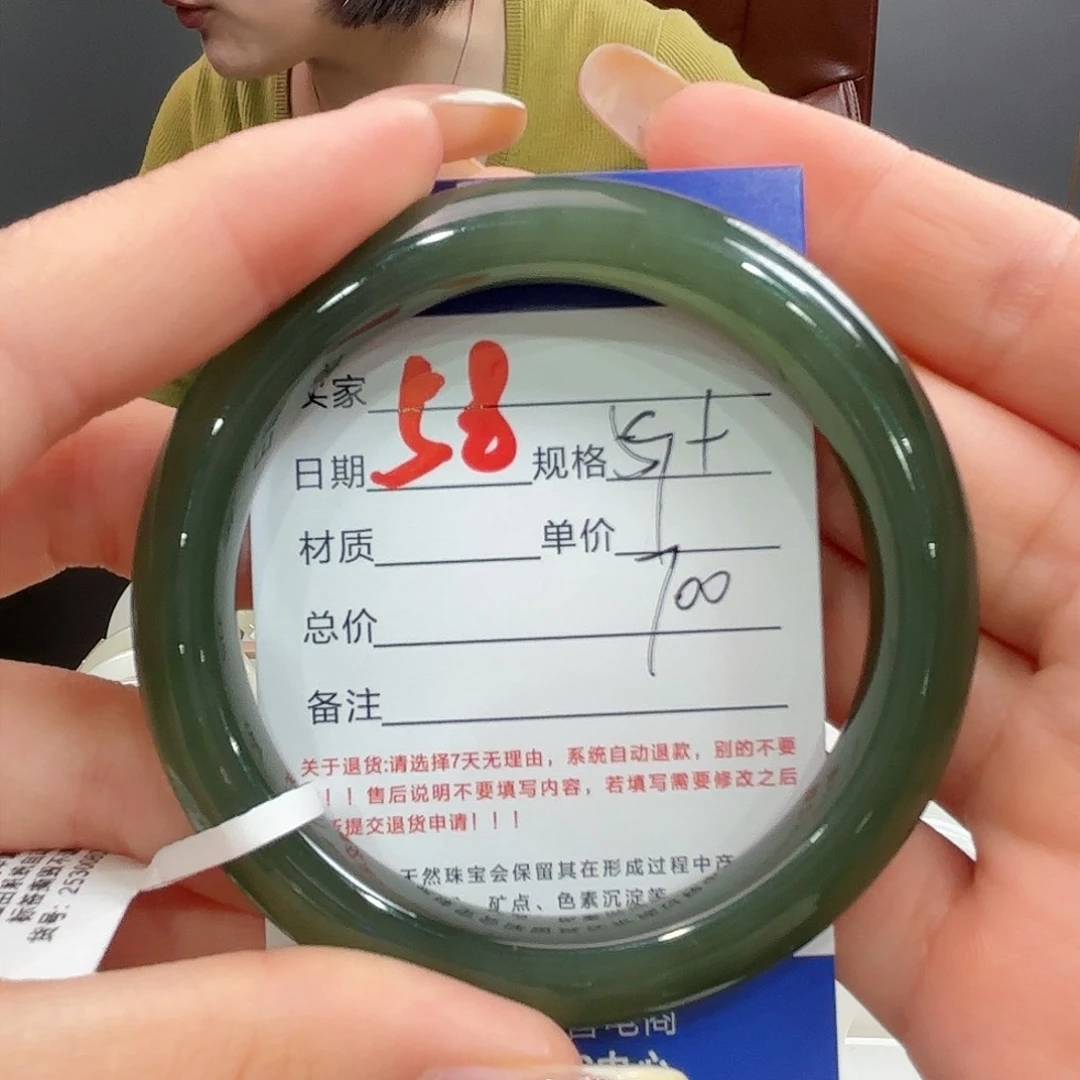 买家
日期 58 规格 57+
材质 单价
总价 700
备注
关于退货:请选择7天无理由，系统自动退款，别的不要
！！售后说明不要填写内容，若填写需要修改之后
提交退货申请！！！
天然珠宝会保留其在形成过程中产
矿点、色素沉淀等
货号: 25308